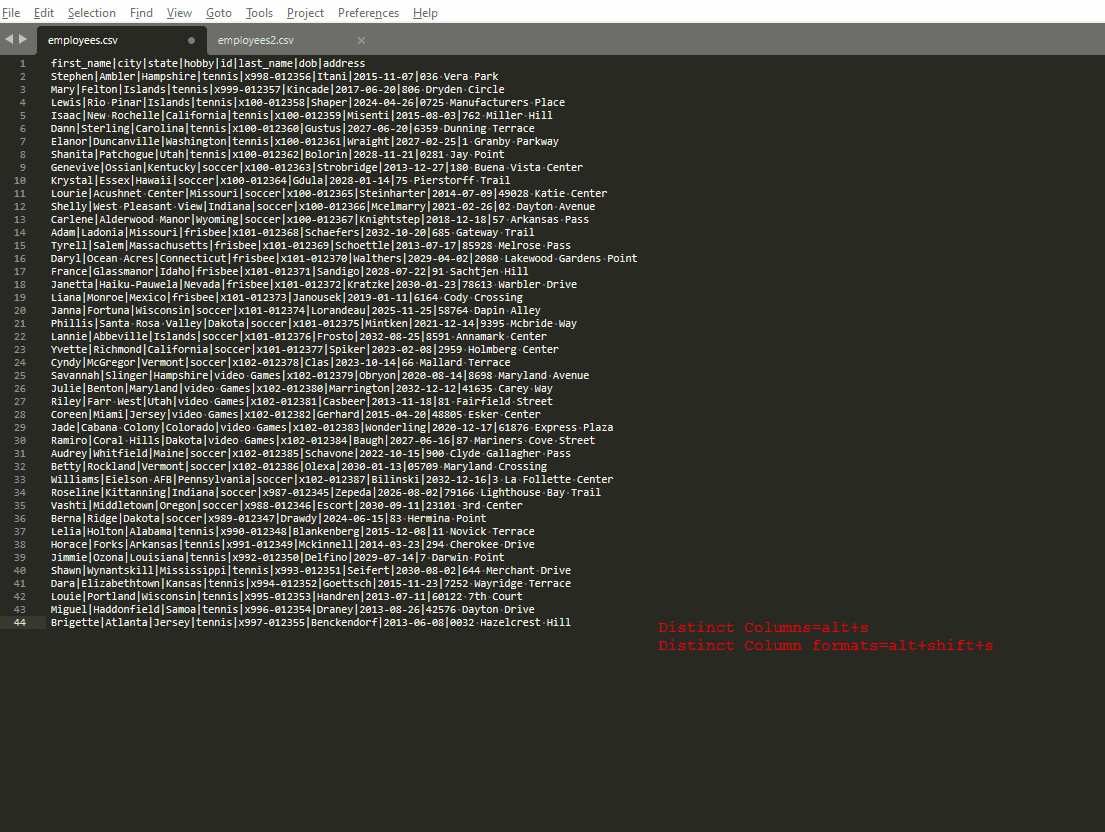 File Edit Selection Find View Goto Tools Project Preferences Help
employees.csv employees2.csv
1 first_name|city|state|hobby|id|last_name|dob|address
2 Stephen|Ambler|Hampshire|tennis|x998-012356|Itani|2015-11-07|036 Vera Park
3 Mary|Felton|Islands|tennis|x999-012357|Kincade|2017-06-20|806 Dryden Circle
4 Lewis|Rio Pinar|Islands|tennis|x100-012358|Shaper|2024-04-26|0725 Manufacturers Place
5 Isaac|New Rochelle|California|tennis|x100-012359|Misenti|2015-08-03|762 Miller Hill
6 Dann|Sterling|Carolina|tennis|x100-012360|Gustus|2027-06-20|6359 Dunning Terrace
7 Elanor|Duncanville|Washington|tennis|x100-012361|Wraight|2027-02-25|1 Granby Parkway
8 Shanita|Patchogue|Utah|tennis|x100-012362|Bolorin|2028-11-21|0281 Jay Point
9 Genevive|Ossian|Kentucky|soccer|x100-012363|Strobridge|2013-12-27|180 Buena Vista Center
10 Krystal|Essex|Hawaii|soccer|x100-012364|Gdula|2028-01-14|75 Pierstorff Trail
11 Lourie|Acushnet Center|Missouri|soccer|x100-012365|Steinharter|2014-07-09|49028 Katie Center
12 Shelly|West Pleasant View|Indiana|soccer|x100-012366|Mcelmarry|2021-02-26|02 Dayton Avenue
13 Carlene|Alderwood Manor|Wyoming|soccer|x100-012367|Knightstep|2018-12-18|57 Arkansas Pass
14 Adam|Ladonia|Missouri|frisbee|x101-012368|Schaefers|2032-10-20|685 Gateway Trail
15 Tyrell|Salem|Massachusetts|frisbee|x101-012369|Schoettle|2013-07-17|85928 Melrose Pass
16 Daryl|Ocean Acres|Connecticut|frisbee|x101-012370|Walthers|2029-04-02|2080 Lakewood Gardens Point
17 France|Glassmanor|Idaho|frisbee|x101-012371|Sandigo|2028-07-22|91 Sachtjen Hill
18 Janetta|Haiku-Pauwela|Nevada|frisbee|x101-012372|Kratzke|2030-01-23|78613 Warbler Drive
19 Liana|Monroe|Mexico|frisbee|x101-012373|Janousek|2019-01-11|6164 Cody Crossing
20 Janna|Fortuna|Wisconsin|soccer|x101-012374|Lorandeau|2025-11-25|58764 Dapin Alley
21 Phillis|Santa Rosa Valley|Dakota|soccer|x101-012375|Mintken|2021-12-14|9395 Mcbride Way
22 Lannie|Abbeville|Islands|soccer|x101-012376|Frosto|2032-08-25|8591 Annamark Center
23 Yvette|Richmond|California|soccer|x101-012377|Spiker|2023-02-08|2959 Holmberg Center
24 Cyndy|McGregor|Vermont|soccer|x102-012378|Clas|2023-10-14|66 Mallard Terrace
25 Savannah|Slinger|Hampshire|video Games|x102-012379|Obryon|2020-08-14|8698 Maryland Avenue
26 Julie|Benton|Maryland|video Games|x102-012380|Marrington|2032-12-12|41635 Carey Way
27 Riley|Farr West|Utah|video Games|x102-012381|Casbeer|2013-11-18|81 Fairfield Street
28 Coreen|Miami|Jersey|video Games|x102-012382|Gerhard|2015-04-20|48805 Esker Center
29 Jade|Cabana Colony|Colorado|video Games|x102-012383|Wonderling|2020-12-17|61876 Express Plaza
30 Ramiro|Coral Hills|Dakota|video Games|x102-012384|Baugh|2027-06-16|87 Mariners Cove Street
31 Audrey|Whitfield|Maine|soccer|x102-012385|Schavone|2022-10-15|900 Clyde Gallagher Pass
32 Betty|Rockland|Vermont|soccer|x102-012386|Olexa|2030-01-13|05709 Maryland Crossing
33 Williams|Eielson AFB|Pennsylvania|soccer|x102-012387|Bilinski|2032-12-16|3 La Follette Center
34 Roseline|Kittanning|Indiana|soccer|x987-012345|Zepeda|2026-08-02|79166 Lighthouse Bay Trail
35 Vashti|Middletown|Oregon|soccer|x988-012346|Escort|2030-09-11|23101 3rd Center
36 Berna|Ridge|Dakota|soccer|x989-012347|Drawdy|2024-06-15|83 Hermina Point
37 Lelia|Holton|Alabama|tennis|x990-012348|Blankenberg|2015-12-08|11 Novick Terrace
38 Horace|Forks|Arkansas|tennis|x991-012349|Mckinnell|2014-03-23|294 Cherokee Drive
39 Jimmie|Ozona|Louisiana|tennis|x992-012350|Delfino|2029-07-14|7 Darwin Point
40 Shawn|Wynantskill|Mississippi|tennis|x993-012351|Seifert|2030-08-02|644 Merchant Drive
41 Dara|Elizabethtown|Kansas|tennis|x994-012352|Goettsch|2015-11-23|7252 Wayridge Terrace
42 Louie|Portland|Wisconsin|tennis|x995-012353|Handren|2013-07-11|60122 7th Court
43 Miguel|Haddonfield|Samoa|tennis|x996-012354|Draney|2013-08-26|42576 Dayton Drive
44 Brigette|Atlanta|Jersey|tennis|x997-012355|Benckendorf|2013-06-08|0032 Hazelcrest Hill
Distinct Columns=alt+s
Distinct Column formats=alt+shift+s